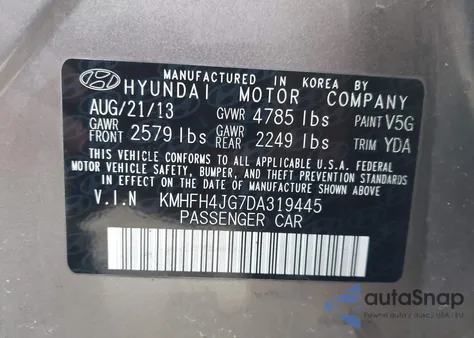 MANUFACTURED IN KOREA BY
HYUNDAI MOTOR COMPANY
AUG/21/13 GVWR 4785 lbs PAINT V5G
GAWR FRONT 2579 lbs GAWR REAR 2249 lbs TRIM YDA
THIS VEHICLE CONFORMS TO ALL APPLICABLE U.S.A. FEDERAL
MOTOR VEHICLE SAFETY, BUMPER, AND THEFT PREVENTION STANDARDS
IN EFFECT ON THE DATE OF MANUFACTURE SHOWN ABOVE.
V.I.N KMHFH4JG7DA319445
PASSENGER CAR
autoSnap